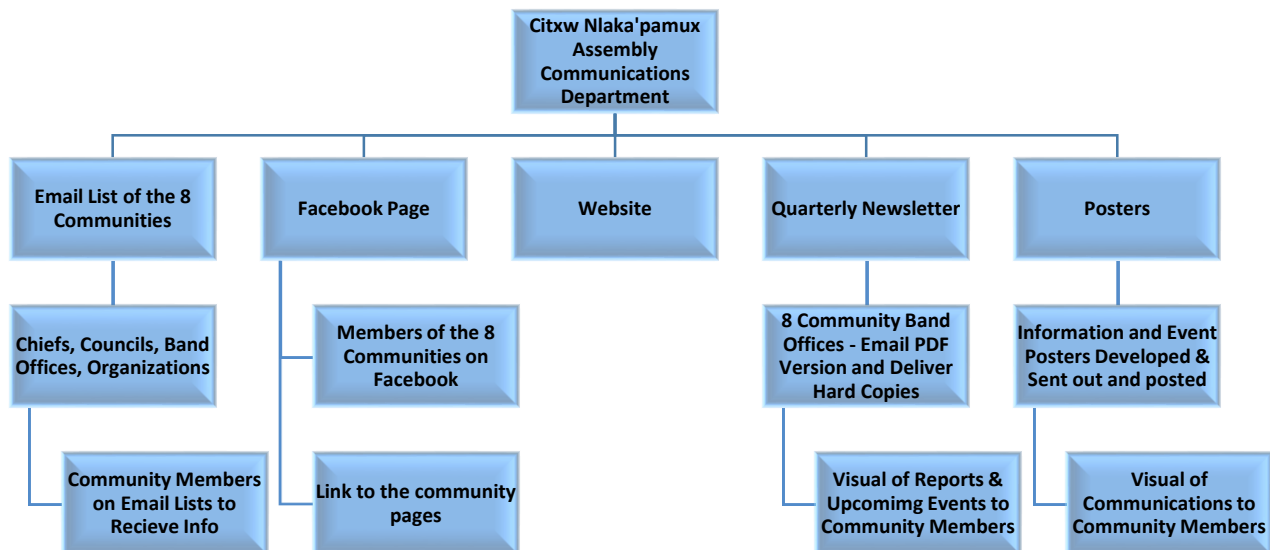 Citxw Nlaka'pamux
Assembly
Communications
Department
Email List of the 8
Communities
Facebook Page
Website
Quarterly Newsletter
Posters
Chiefs, Councils, Band
Offices, Organizations
Members of the 8
Communities on
Facebook
8 Community Band
Offices - Email PDF
Version and Deliver
Hard Copies
Information and Event
Posters Developed &
Sent out and posted
Community Members
on Email Lists to
Recieve Info
Link to the community
pages
Visual of Reports &
Upcomimg Events to
Community Members
Visual of
Communications to
Community Members